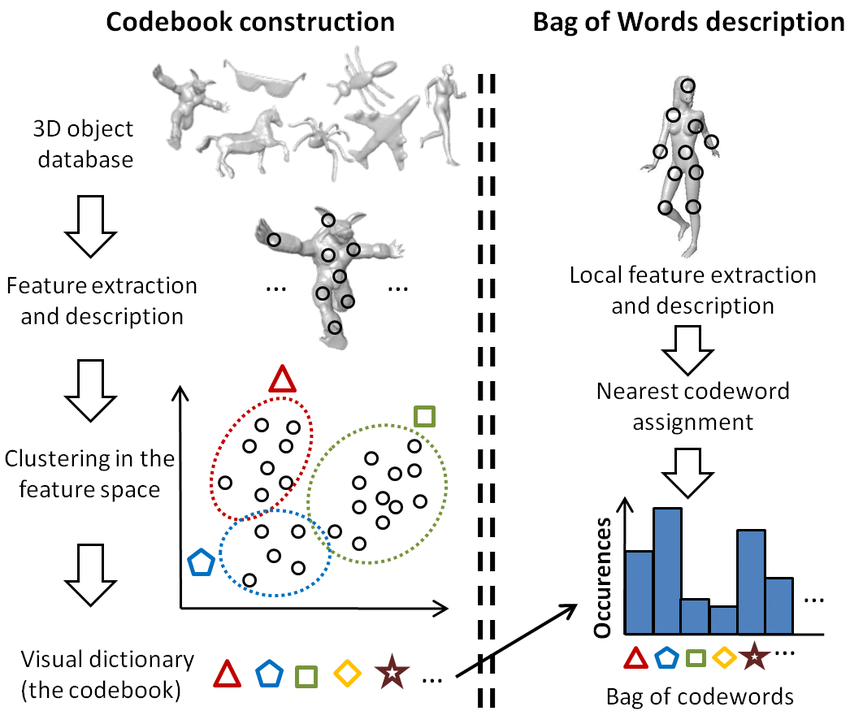 Codebook construction
3D object
database
Feature extraction
and description
... ...
Clustering in the
feature space
Visual dictionary
(the codebook)
...
Bag of Words description
Local feature extraction
and description
Nearest codeword
assignment
Occurences
...
...
Bag of codewords